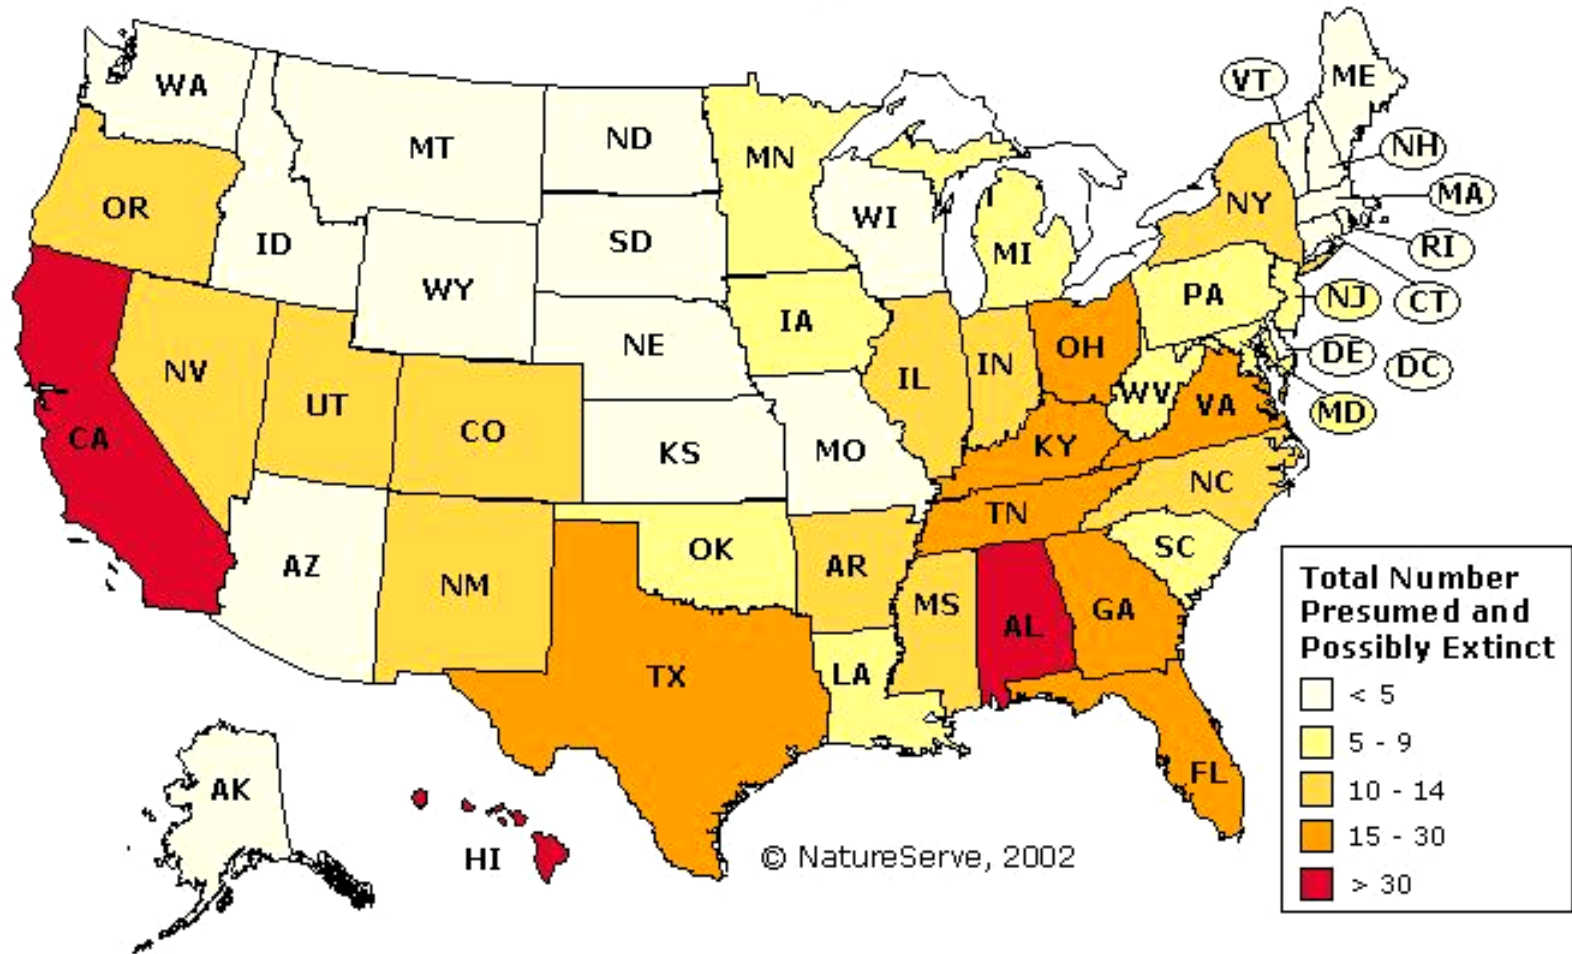 WA
MT
ND
MN
VT
ME
NH
OR
ID
SD
WI
MI
NY
MA
RI
WY
NE
IA
PA
NJ
CT
NV
UT
CO
KS
MO
IL
IN
OH
WV
VA
DE
DC
MD
CA
KY
NC
TN
AZ
NM
OK
AR
MS
AL
GA
SC
TX
LA
FL
AK
HI
© NatureServe, 2002
Total Number
Presumed and
Possibly Extinct
< 5
5 - 9
10 - 14
15 - 30
> 30